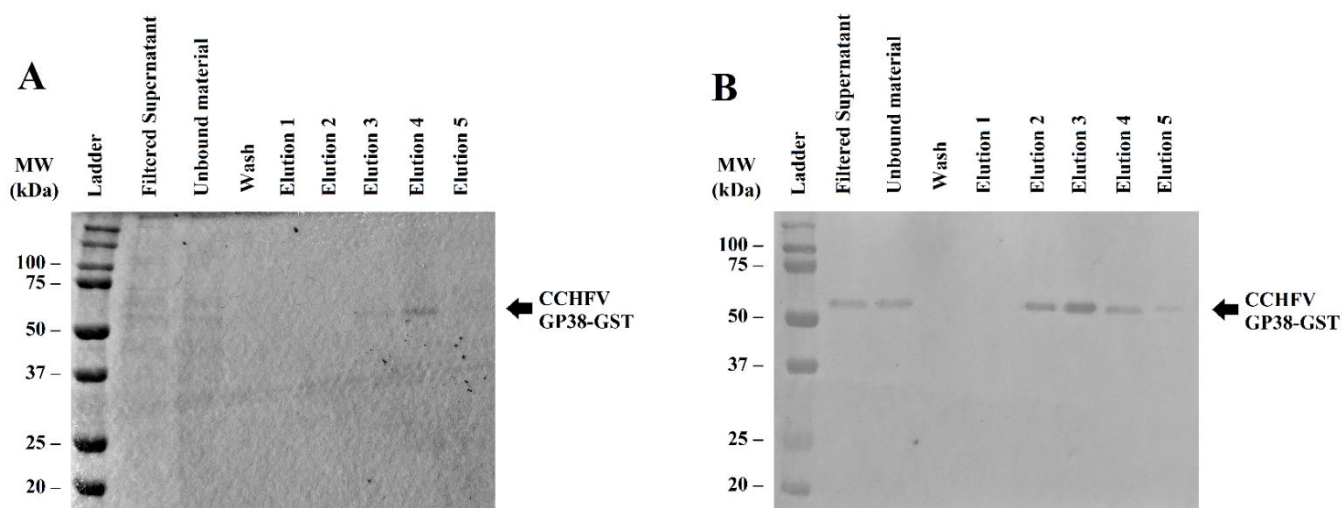 A
MW
(kDa)
Ladder
Filtered Supernatant
Unbound material
Wash
Elution 1
Elution 2
Elution 3
Elution 4
Elution 5
100 –
75 –
50 –
37 –
25 –
20 –
CCHFV
GP38-GST
B
MW
(kDa)
Ladder
Filtered Supernatant
Unbound material
Wash
Elution 1
Elution 2
Elution 3
Elution 4
Elution 5
100 –
75 –
50 –
37 –
25 –
20 –
CCHFV
GP38-GST